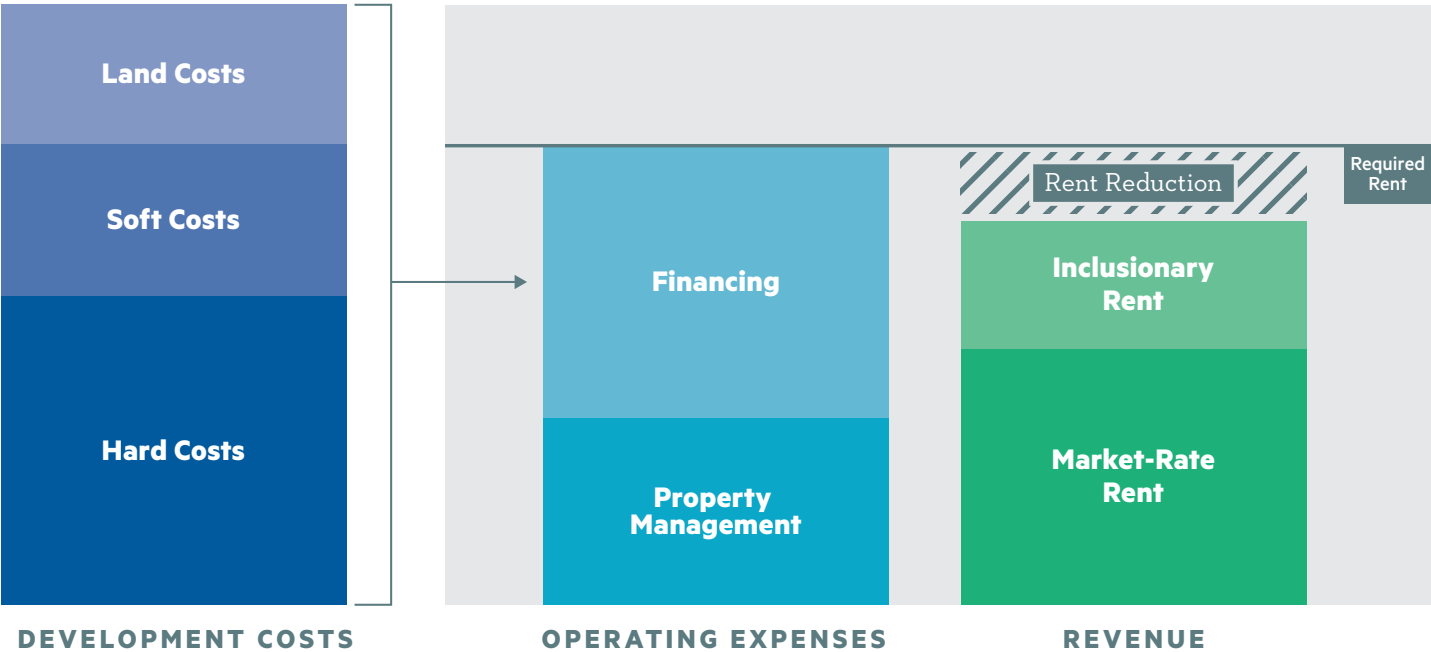 Land Costs
Soft Costs
Hard Costs
DEVELOPMENT COSTS
Financing
Property
Management
OPERATING EXPENSES
Rent Reduction
Inclusionary
Rent
Market-Rate
Rent
REVENUE
Required
Rent